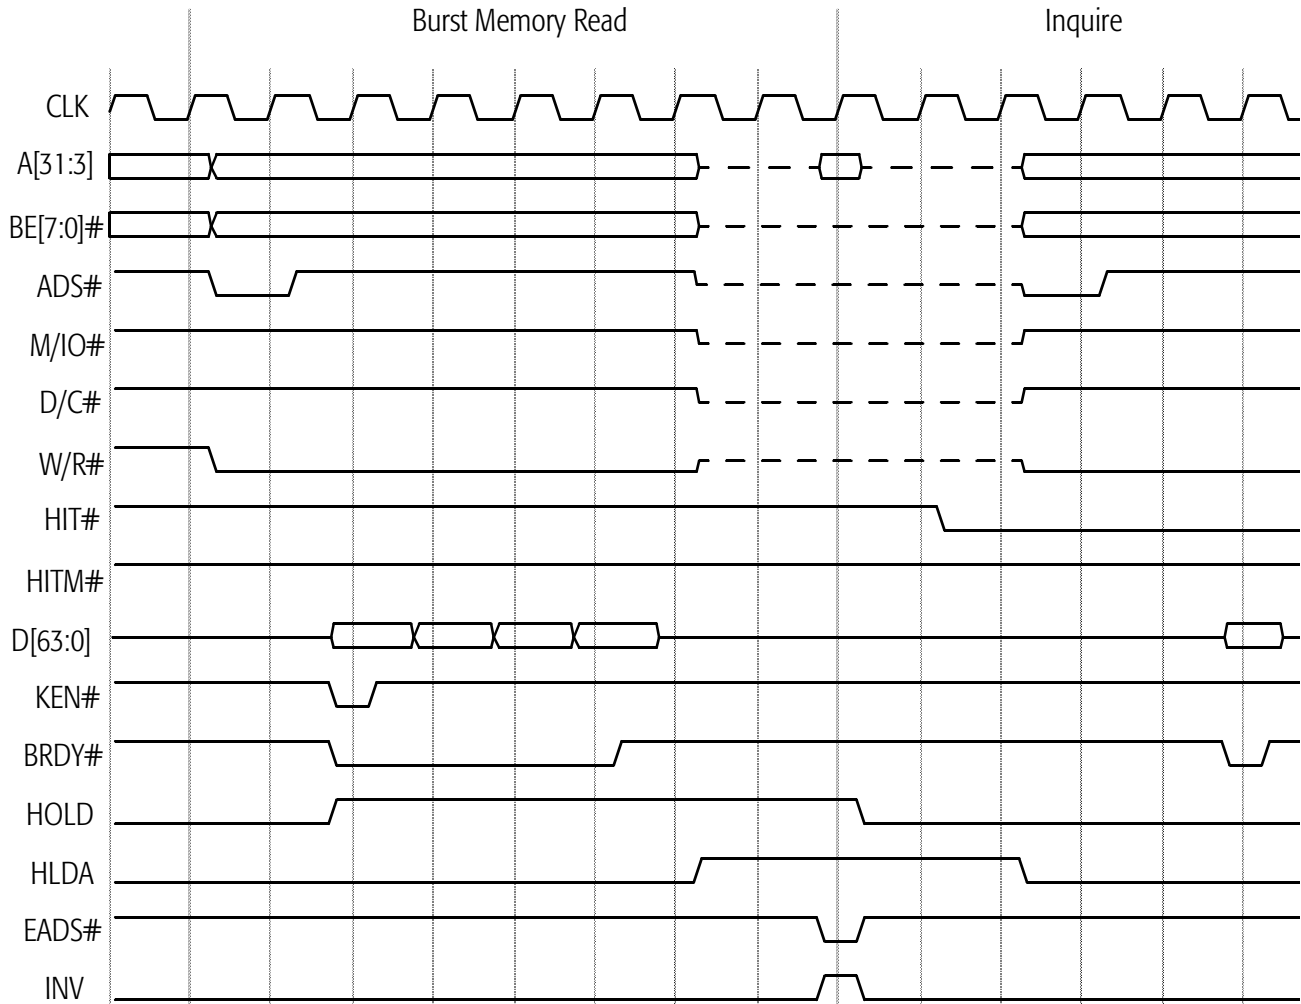 Burst Memory Read
Inquire
CLK
A[31:3]
BE[7:0]#
ADS#
M/IO#
D/C#
W/R#
HIT#
HITM#
D[63:0]
KEN#
BRDY#
HOLD
HLDA
EADS#
INV